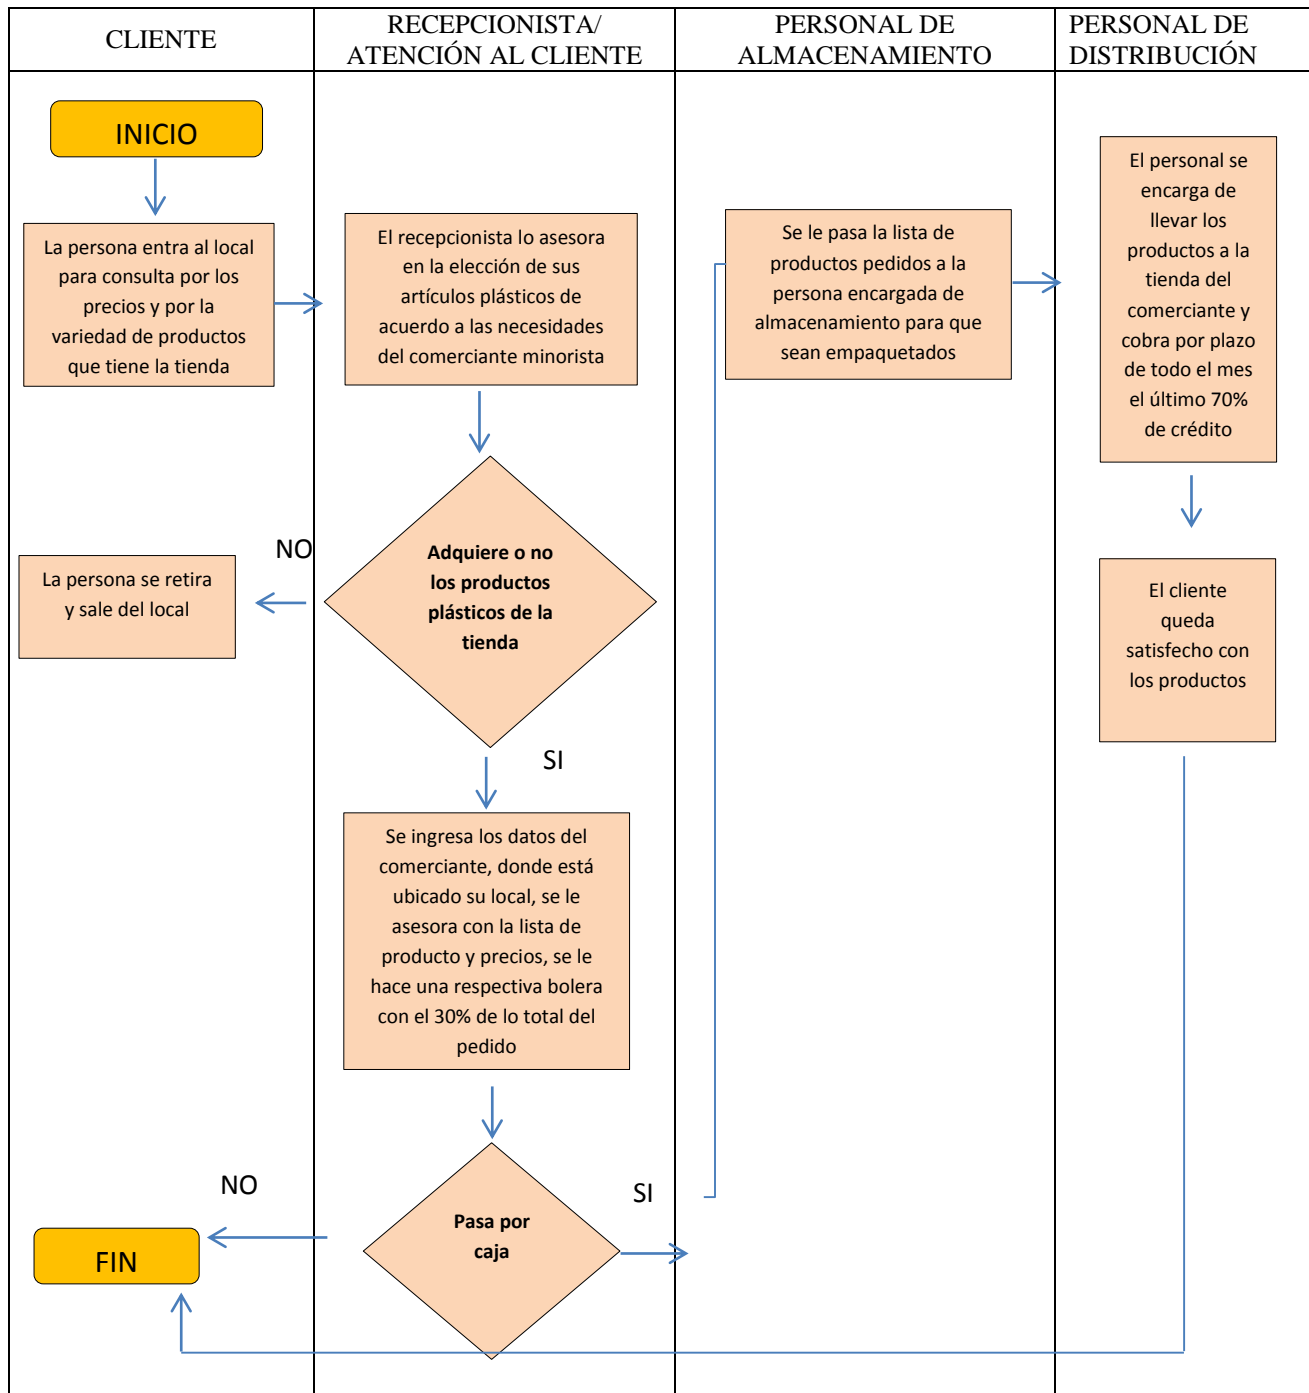 CLIENTE
RECEPCIONISTA/
ATENCIÓN AL CLIENTE
PERSONAL DE
ALMACENAMIENTO
PERSONAL DE
DISTRIBUCIÓN
INICIO
La persona entra al local
para consulta por los
precios y por la
variedad de productos
que tiene la tienda
El recepcionista lo asesora
en la elección de sus
artículos plásticos de
acuerdo a las necesidades
del comerciante minorista
Se le pasa la lista de
productos pedidos a la
persona encargada de
almacenamiento para que
sean empaquetados
El personal se
encarga de
llevar los
productos a la
tienda del
comerciante y
cobra por plazo
de todo el mes
el último 70%
de crédito
NO
Adquiere o no
los productos
plásticos de la
tienda
La persona se retira
y sale del local
El cliente
queda
satisfecho con
los productos
SI
Se ingresa los datos del
comerciante, donde está
ubicado su local, se le
asesora con la lista de
producto y precios, se le
hace una respectiva bolera
con el 30% de lo total del
pedido
NO
SI
Pasa por
caja
FIN